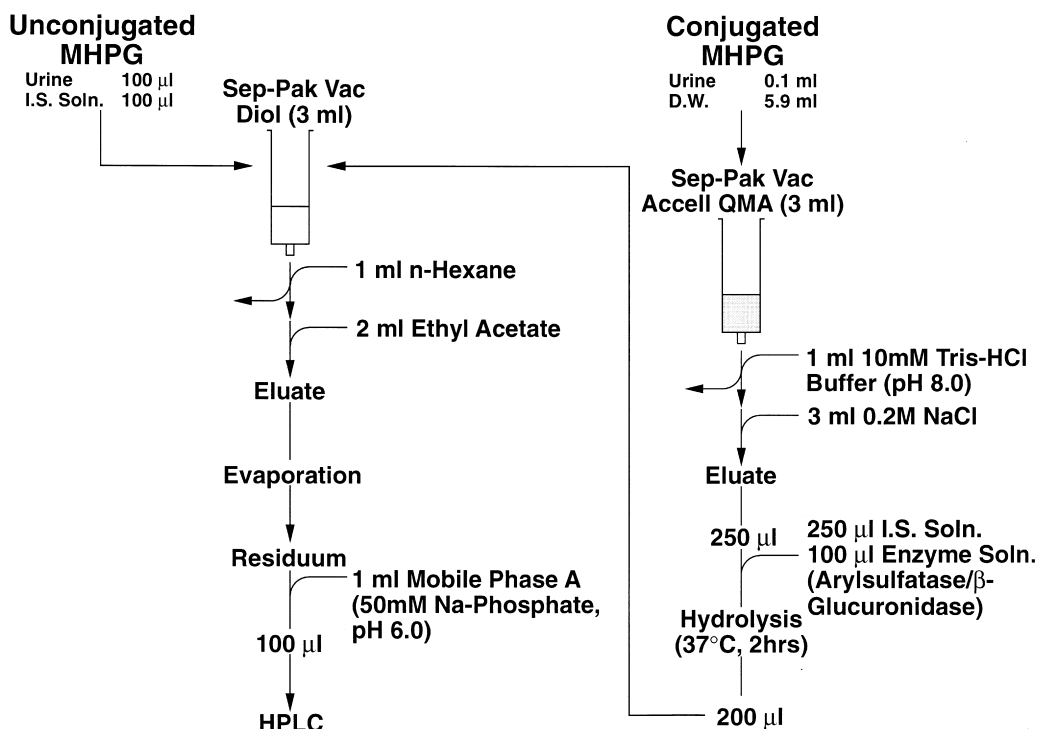 Unconjugated
MHPG
Urine 100 μl
I.S. Soln. 100 μl
Sep-Pak Vac
Diol (3 ml)
1 ml n-Hexane
2 ml Ethyl Acetate
Eluate
Evaporation
Residuum
1 ml Mobile Phase A
(50mM Na-Phosphate,
pH 6.0)
100 μl
HPLC
Conjugated
MHPG
Urine 0.1 ml
D.W. 5.9 ml
Sep-Pak Vac
Accell QMA (3 ml)
1 ml 10mM Tris-HCl
Buffer (pH 8.0)
3 ml 0.2M NaCl
Eluate
250 μl
250 μl I.S. Soln.
100 μl Enzyme Soln.
(Arylsulfatase/β-
Glucuronidase)
Hydrolysis
(37°C, 2hrs)
200 μl